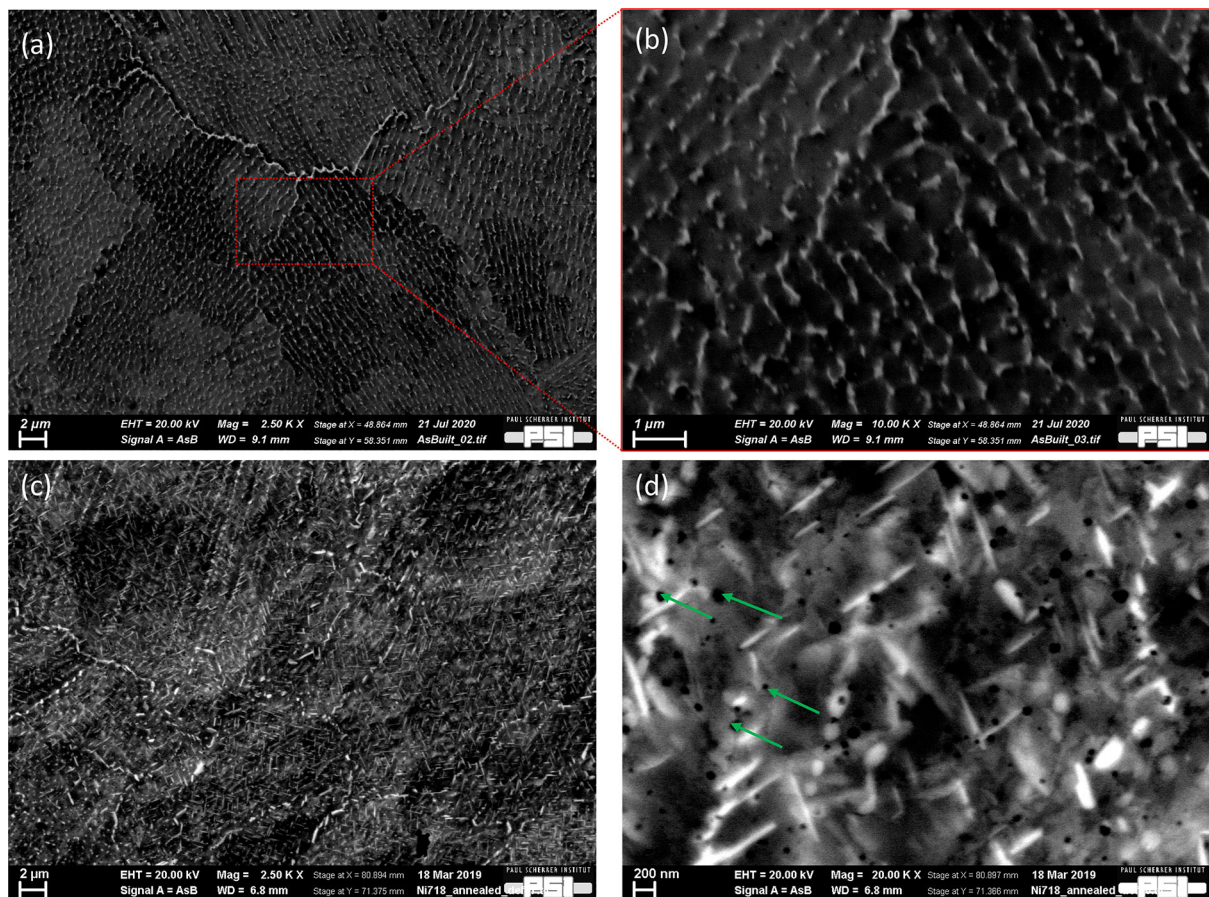 (a)
2 µm
EHT = 20.00 kV Mag = 2.50 K X Stage at X = 48.864 mm 21 Jul 2020
Signal A = AsB WD = 9.1 mm Stage at Y = 58.351 mm AsBuilt_02.tif
PAUL SCHERRER INSTITUT
PSI
(b)
1 µm
EHT = 20.00 kV Mag = 10.00 K X Stage at X = 48.864 mm 21 Jul 2020
Signal A = AsB WD = 9.1 mm Stage at Y = 58.351 mm AsBuilt_03.tif
PAUL SCHERRER INSTITUT
PSI
(c)
2 µm
EHT = 20.00 kV Mag = 2.50 K X Stage at X = 80.894 mm 18 Mar 2019
Signal A = AsB WD = 6.8 mm Stage at Y = 71.375 mm Ni718_annealed
PSI
(d)
200 nm
EHT = 20.00 kV Mag = 20.00 K X Stage at X = 80.897 mm 18 Mar 2019
Signal A = AsB WD = 6.8 mm Stage at Y = 71.366 mm Ni718_annealed
PSI